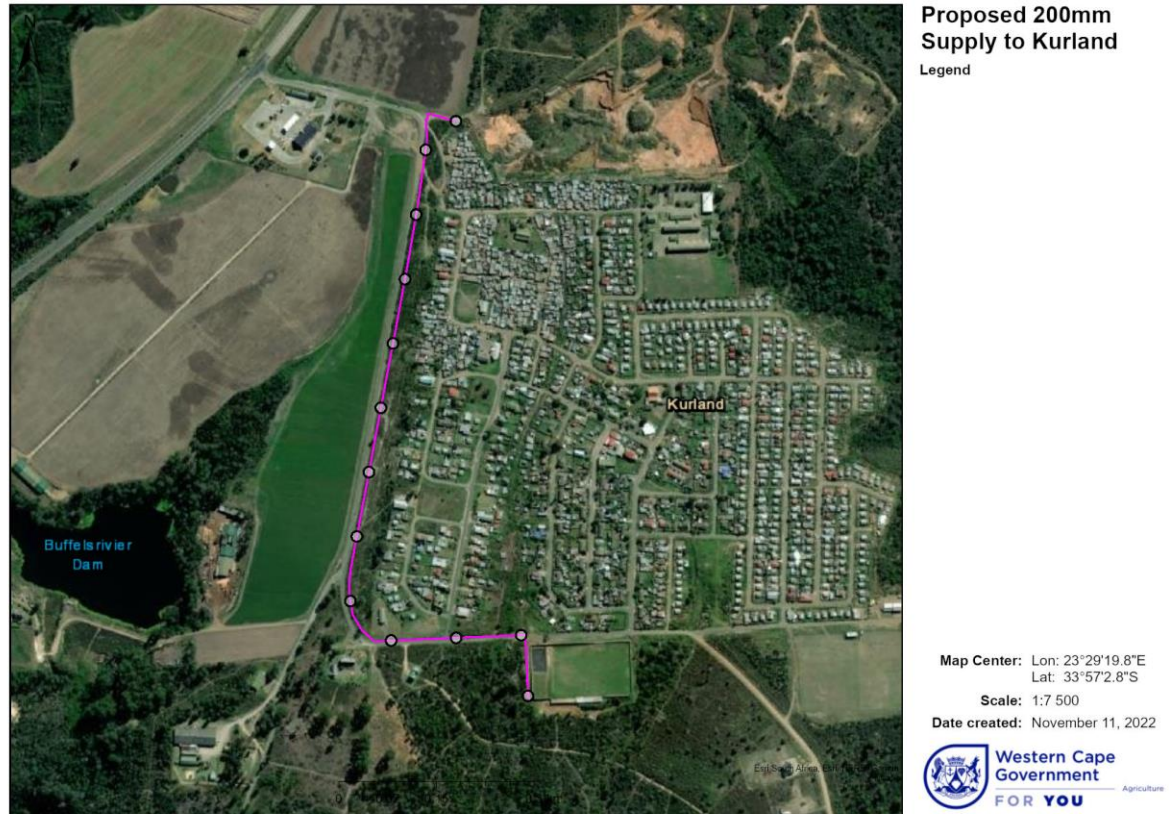 Proposed 200mm
Supply to Kurland
Legend
Kurland
Buffelsrivier
Dam
Map Center: Lon: 23°29'19.8"E
Lat: 33°57'2.8"S
Scale: 1:7 500
Date created: November 11, 2022
Western Cape
Government
Agriculture
FOR YOU